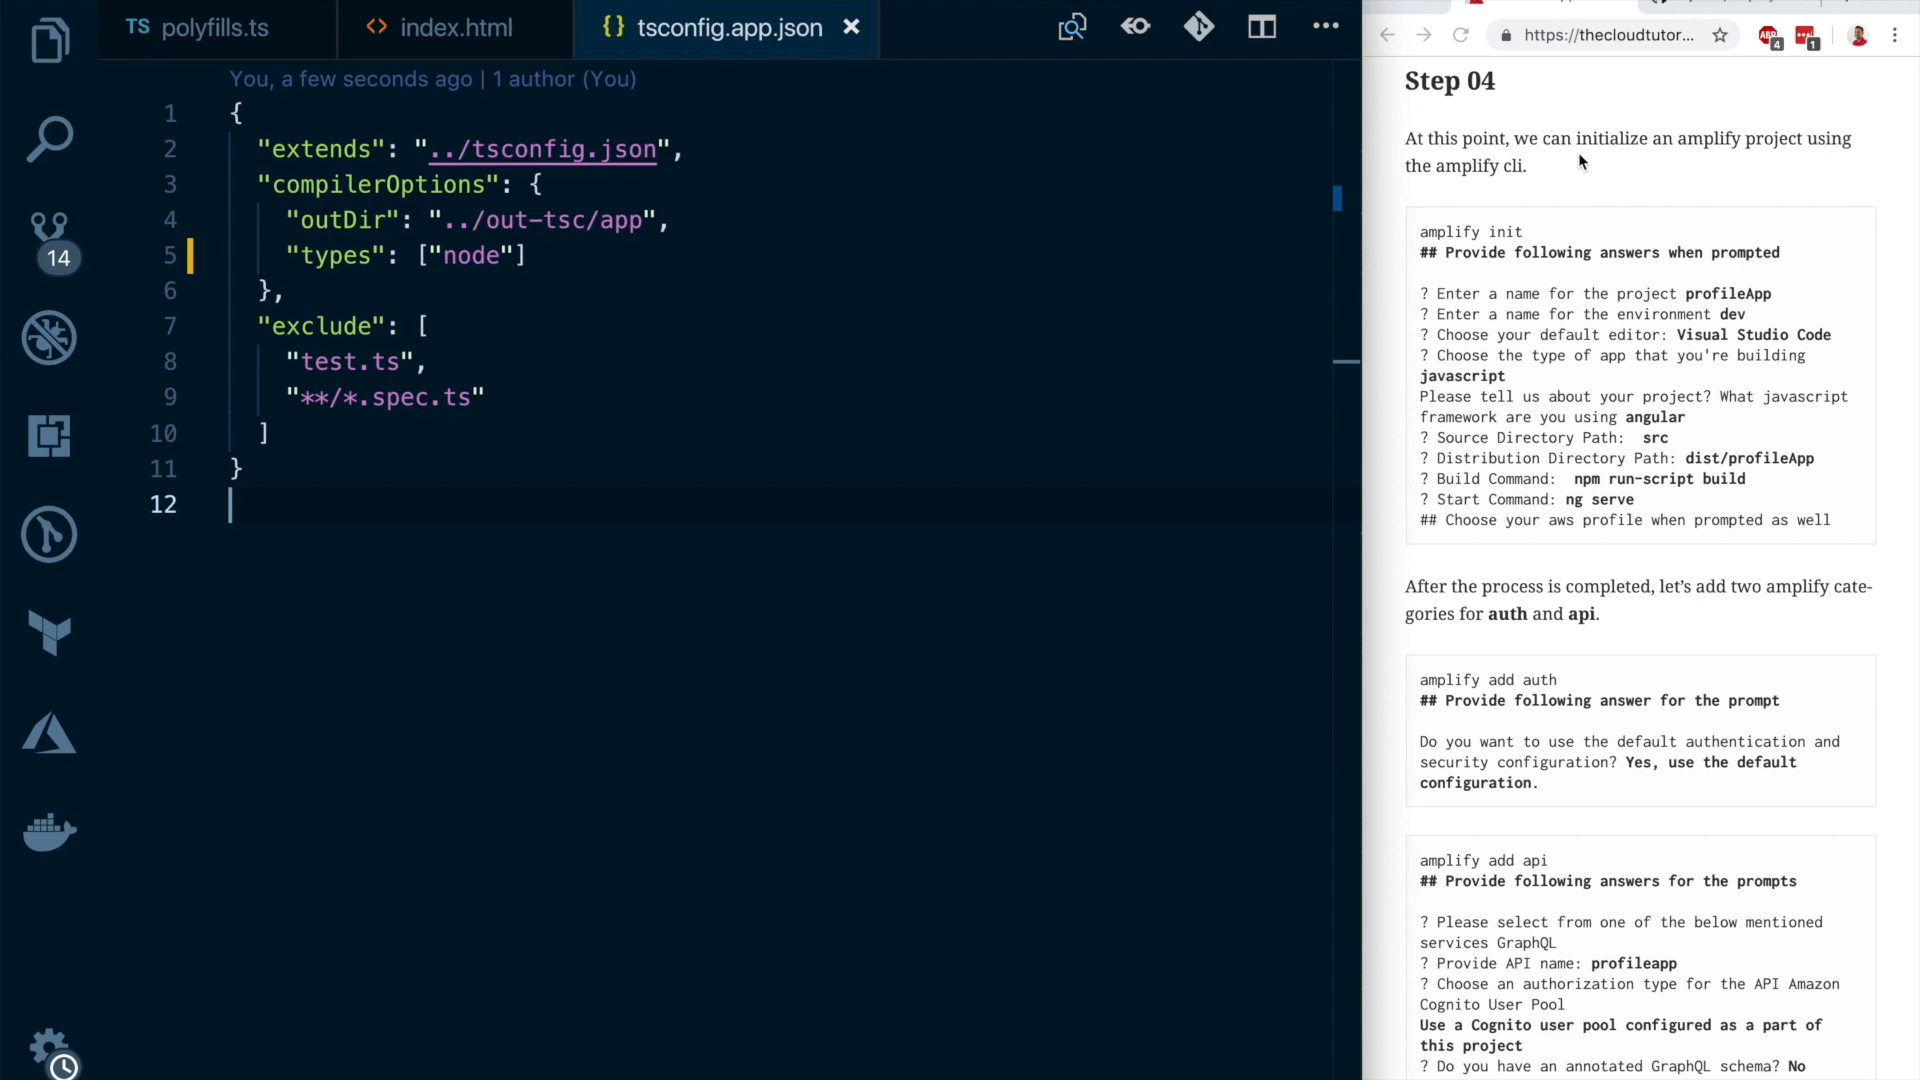 TS polyfills.ts
<> index.html
{} tsconfig.app.json
You, a few seconds ago | 1 author (You)
1 {
2 "extends": "../tsconfig.json",
3 "compilerOptions": {
4 "outDir": "../out-tsc/app",
5 "types": ["node"]
6 },
7 "exclude": [
8 "test.ts",
9 "**/*.spec.ts"
10 ]
11 }
12
14
https://thecloudtutor...
ABP
4
1
Step 04
At this point, we can initialize an amplify project using
the amplify cli.
amplify init
## Provide following answers when prompted
? Enter a name for the project profileApp
? Enter a name for the environment dev
? Choose your default editor: Visual Studio Code
? Choose the type of app that you're building
javascript
Please tell us about your project? What javascript
framework are you using angular
? Source Directory Path: src
? Distribution Directory Path: dist/profileApp
? Build Command: npm run-script build
? Start Command: ng serve
## Choose your aws profile when prompted as well
After the process is completed, let’s add two amplify cate-
gories for auth and api.
amplify add auth
## Provide following answer for the prompt
Do you want to use the default authentication and
security configuration? Yes, use the default
configuration.
amplify add api
## Provide following answers for the prompts
? Please select from one of the below mentioned
services GraphQL
? Provide API name: profileapp
? Choose an authorization type for the API Amazon
Cognito User Pool
Use a Cognito user pool configured as a part of
this project
? Do you have an annotated GraphQL schema? No